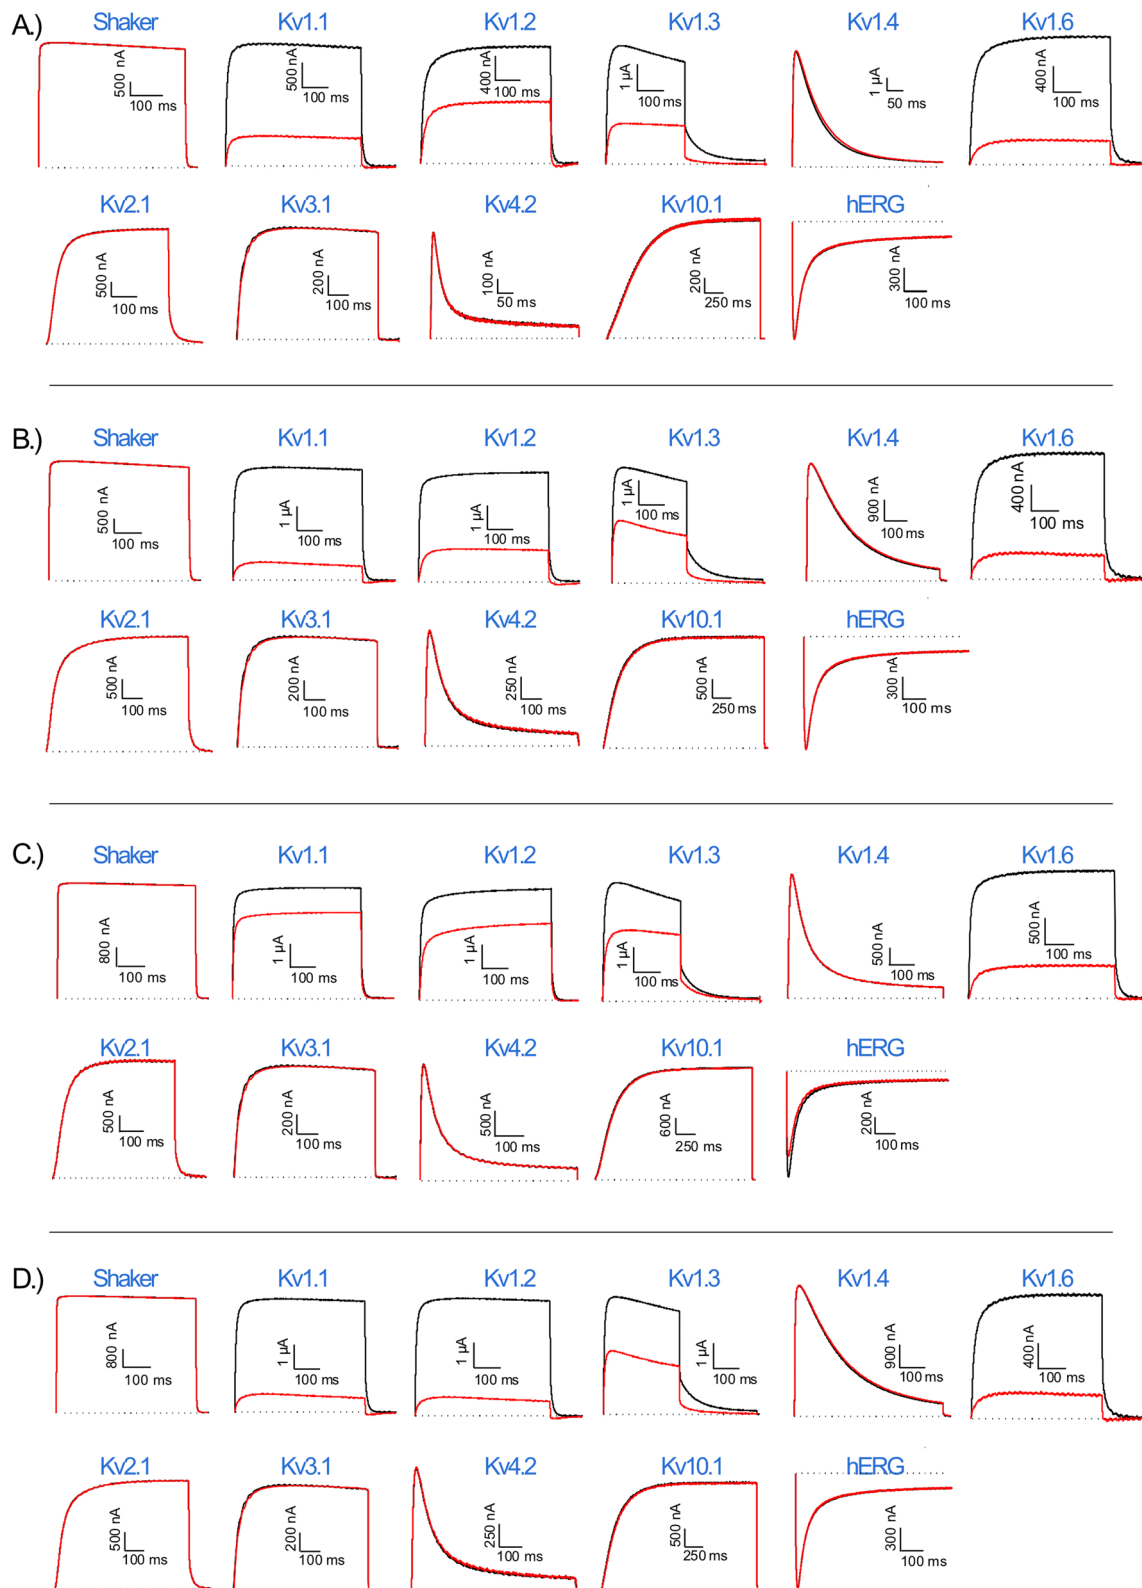 A.)
Shaker Kv1.1 Kv1.2 Kv1.3 Kv1.4 Kv1.6
500 nA 100 ms 500 nA 100 ms 400 nA 100 ms 1 µA 100 ms 1 µA 50 ms 400 nA 100 ms
Kv2.1 Kv3.1 Kv4.2 Kv10.1 hERG
500 nA 100 ms 200 nA 100 ms 100 nA 50 ms 200 nA 250 ms 300 nA 100 ms
B.)
Shaker Kv1.1 Kv1.2 Kv1.3 Kv1.4 Kv1.6
500 nA 100 ms 1 µA 100 ms 1 µA 100 ms 1 µA 100 ms 900 nA 100 ms 400 nA 100 ms
Kv2.1 Kv3.1 Kv4.2 Kv10.1 hERG
500 nA 100 ms 200 nA 100 ms 250 nA 100 ms 500 nA 250 ms 300 nA 100 ms
C.)
Shaker Kv1.1 Kv1.2 Kv1.3 Kv1.4 Kv1.6
800 nA 100 ms 1 µA 100 ms 1 µA 100 ms 1 µA 100 ms 500 nA 100 ms 500 nA 100 ms
Kv2.1 Kv3.1 Kv4.2 Kv10.1 hERG
500 nA 100 ms 200 nA 100 ms 500 nA 100 ms 600 nA 250 ms 200 nA 100 ms
D.)
Shaker Kv1.1 Kv1.2 Kv1.3 Kv1.4 Kv1.6
800 nA 100 ms 1 µA 100 ms 1 µA 100 ms 1 µA 100 ms 900 nA 100 ms 400 nA 100 ms
Kv2.1 Kv3.1 Kv4.2 Kv10.1 hERG
500 nA 100 ms 200 nA 100 ms 250 nA 100 ms 500 nA 250 ms 300 nA 100 ms